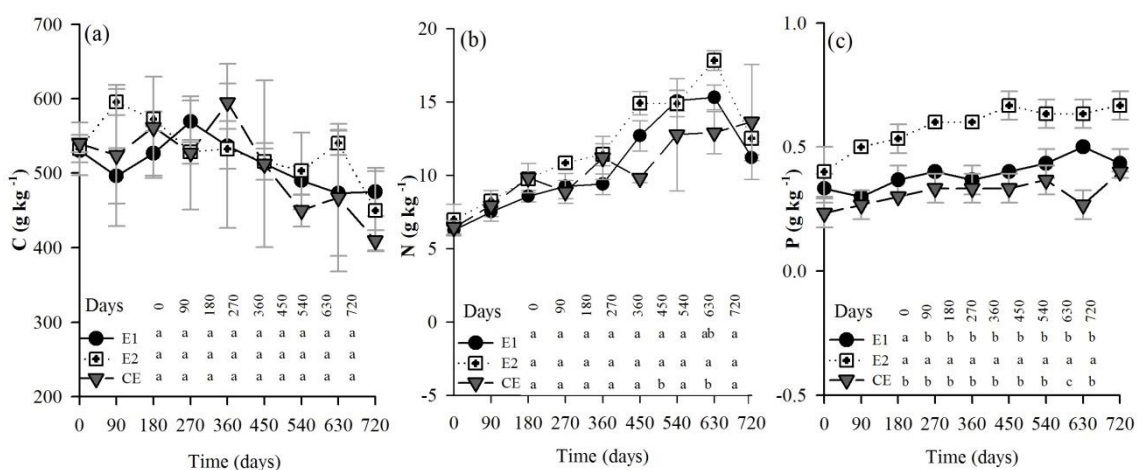 (a)
C (g kg⁻¹)
700
600
500
400
300
200
Days 0 90 180 270 360 450 540 630 720
E1 a a a a a a a a a
E2 a a a a a a a a a
CE a a a a a a a a a
0 90 180 270 360 450 540 630 720
Time (days)
(b)
N (g kg⁻¹)
20
15
10
5
0
-5
Days 0 90 180 270 360 450 540 630 720
E1 a a a a a a a ab a
E2 a a a a a a a a a
CE a a a a a b a b a
0 90 180 270 360 450 540 630 720
Time (days)
(c)
P (g kg⁻¹)
1.0
0.5
0.0
-0.5
Days 0 90 180 270 360 450 540 630 720
E1 a b b b b b b b b
E2 a a a a a a a a a
CE b b b b b b b c b
0 90 180 270 360 450 540 630 720
Time (days)